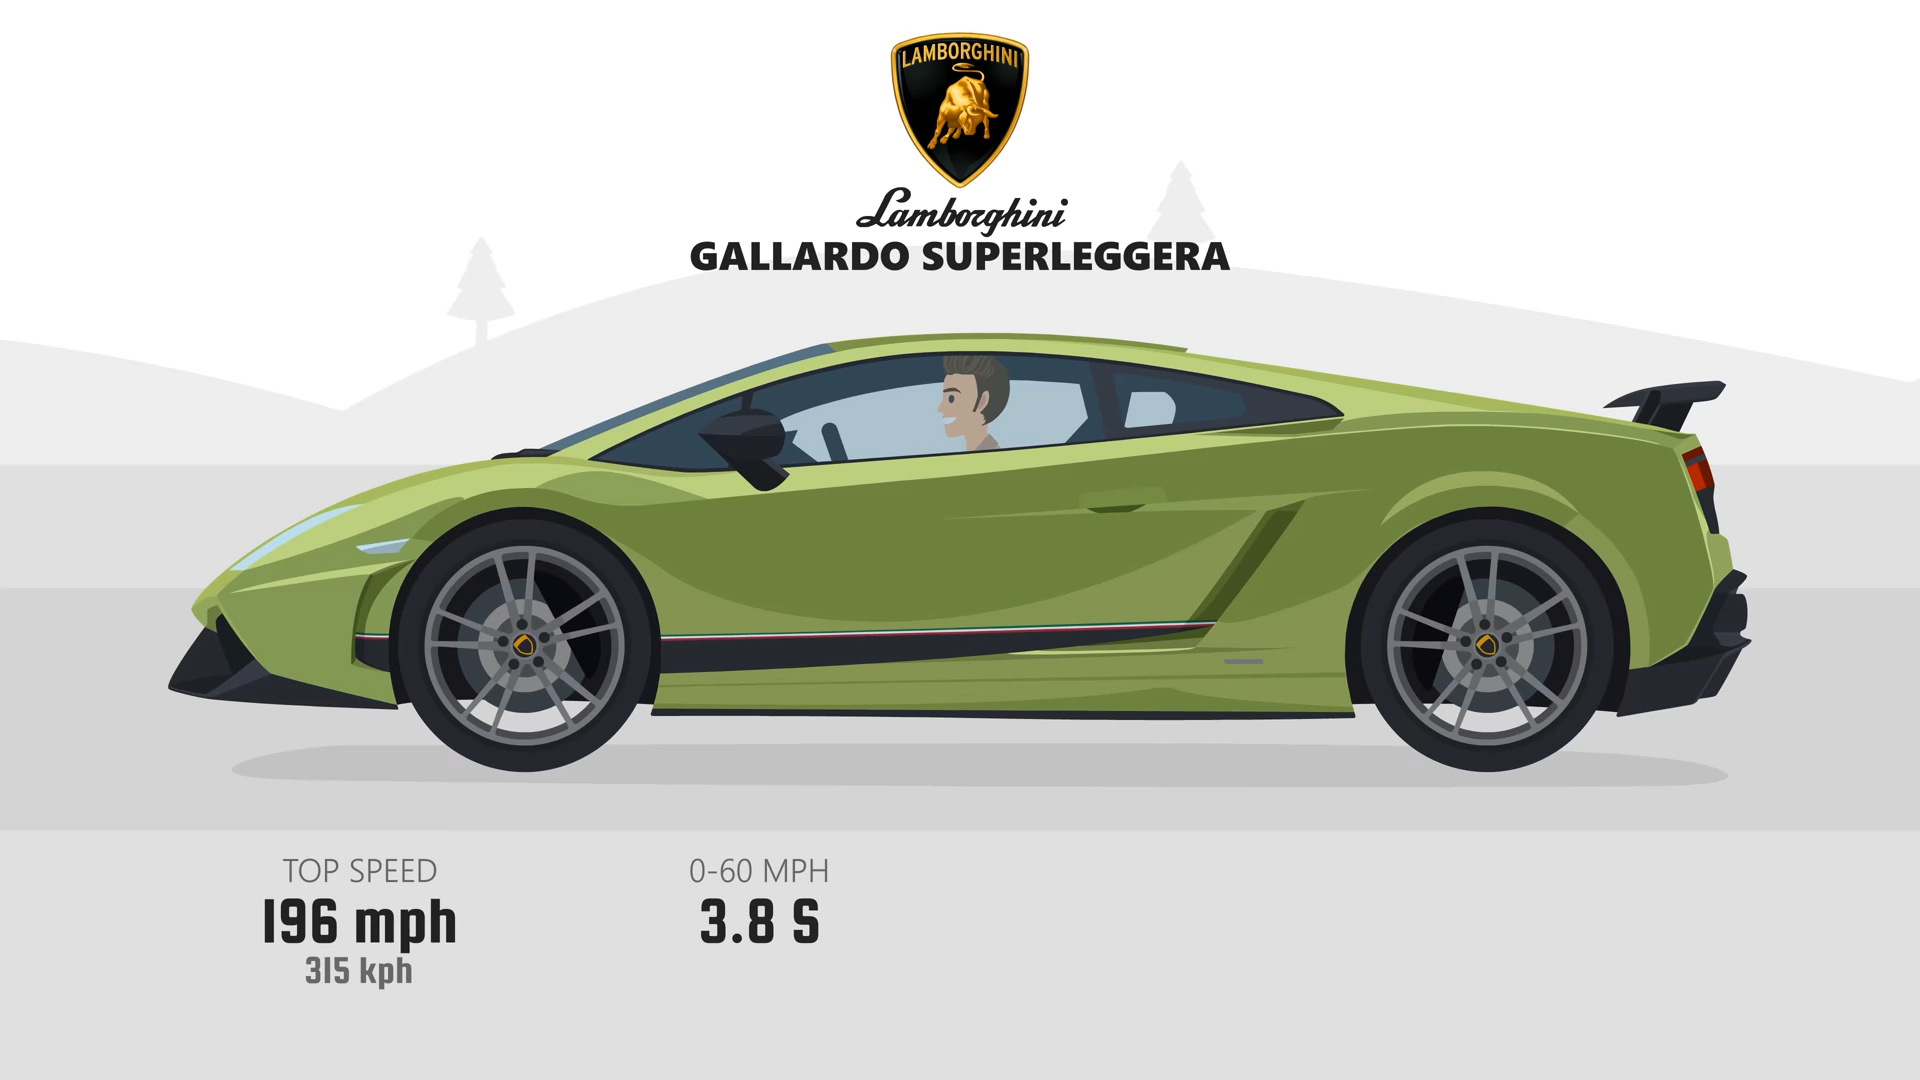 LAMBORGHINI
Lamborghini
GALLARDO SUPERLEGGERA
TOP SPEED
196 mph
315 kph
0-60 MPH
3.8 S